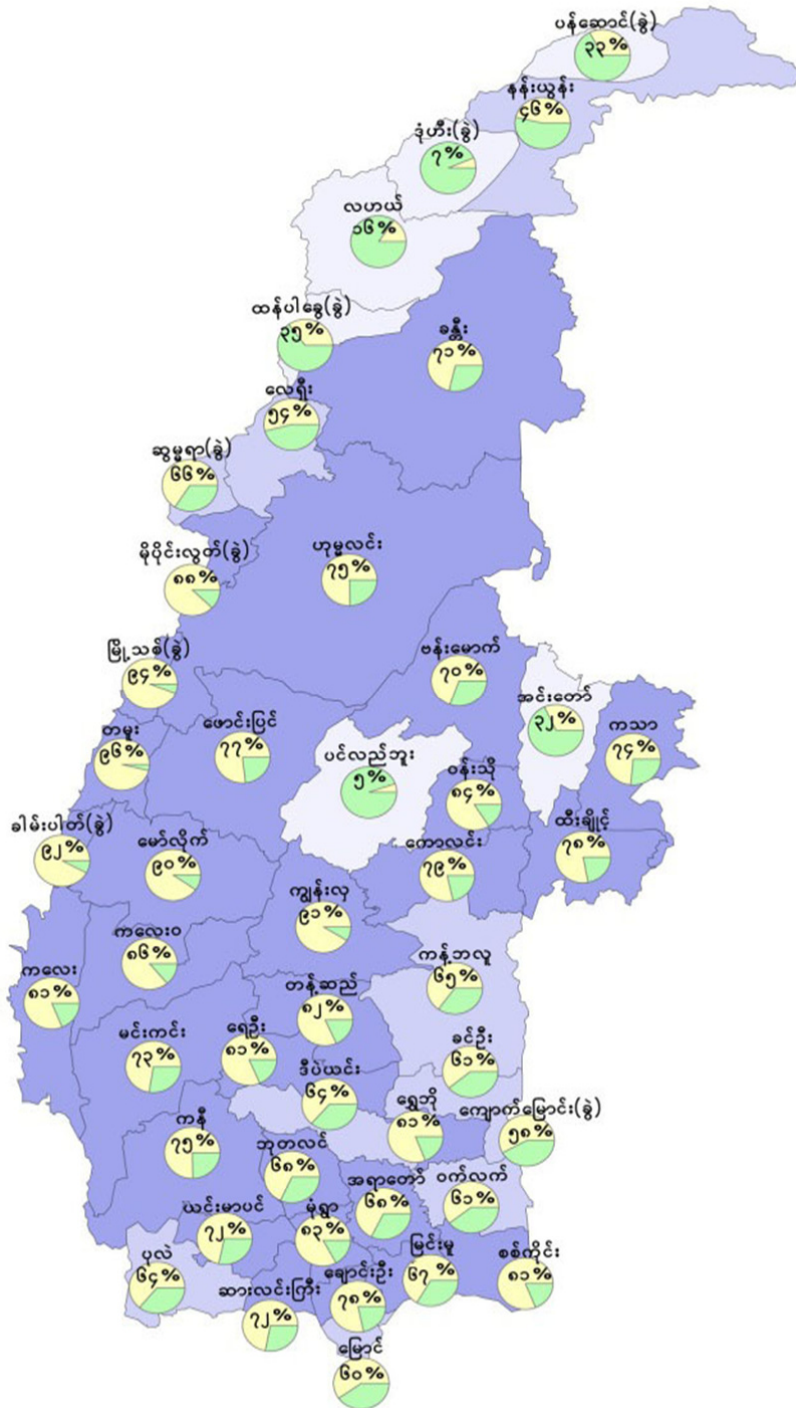 ပန်ဆောင်(ခွဲ)
၃၃%
နန်းယွန်း
၄၆%
ဒုံဟီး(ခွဲ)
၇%
လဟယ်
၁၆%
ထန်ပါခွေ(ခွဲ)
၃၅%
ခန္တီး
၇၁%
လေရှီး
၅၄%
ဆွမ္မရာ(ခွဲ)
၆၆%
မိုပိုင်းလွတ်(ခွဲ)
၈၈%
ဟုမ္မလင်း
၇၅%
မြို့သစ်(ခွဲ)
၉၄%
ဗန်းမောက်
၇၀%
အင်းတော်
၃၂%
ကသာ
၇၄%
တမူး
၉၆%
ဖောင်းပြင်
၇၇%
ပင်လည်ဘူး
၅%
ဝန်းသို
၈၄%
ခါမ်းပါတ်(ခွဲ)
၉၂%
မော်လိုက်
၉၀%
ကောလင်း
၇၉%
ထီးချိုင့်
၇၈%
ကျွန်းလှ
၉၁%
ကလေးဝ
၈၆%
ကန့်ဘလူ
၆၅%
ကလေး
၈၁%
တန့်ဆည်
၈၂%
မင်းကင်း
၇၃%
ရေဦး
၈၁%
ခင်ဦး
၆၁%
ဒီပဲယင်း
၆၄%
ရွှေဘို
၈၁%
ကျောက်မြောင်း(ခွဲ)
၅၈%
ကနီ
၇၅%
ဘုတလင်
၆၈%
အရာတော်
၆၈%
ဝက်လက်
၆၁%
ယင်းမာပင်
၇၂%
မုံရွာ
၈၃%
မြင်းမူ
၆၇%
စစ်ကိုင်း
၈၁%
ပုလဲ
၆၄%
ဆားလင်းကြီး
၇၂%
ချောင်းဦး
၇၈%
မြောင်
၆၀%